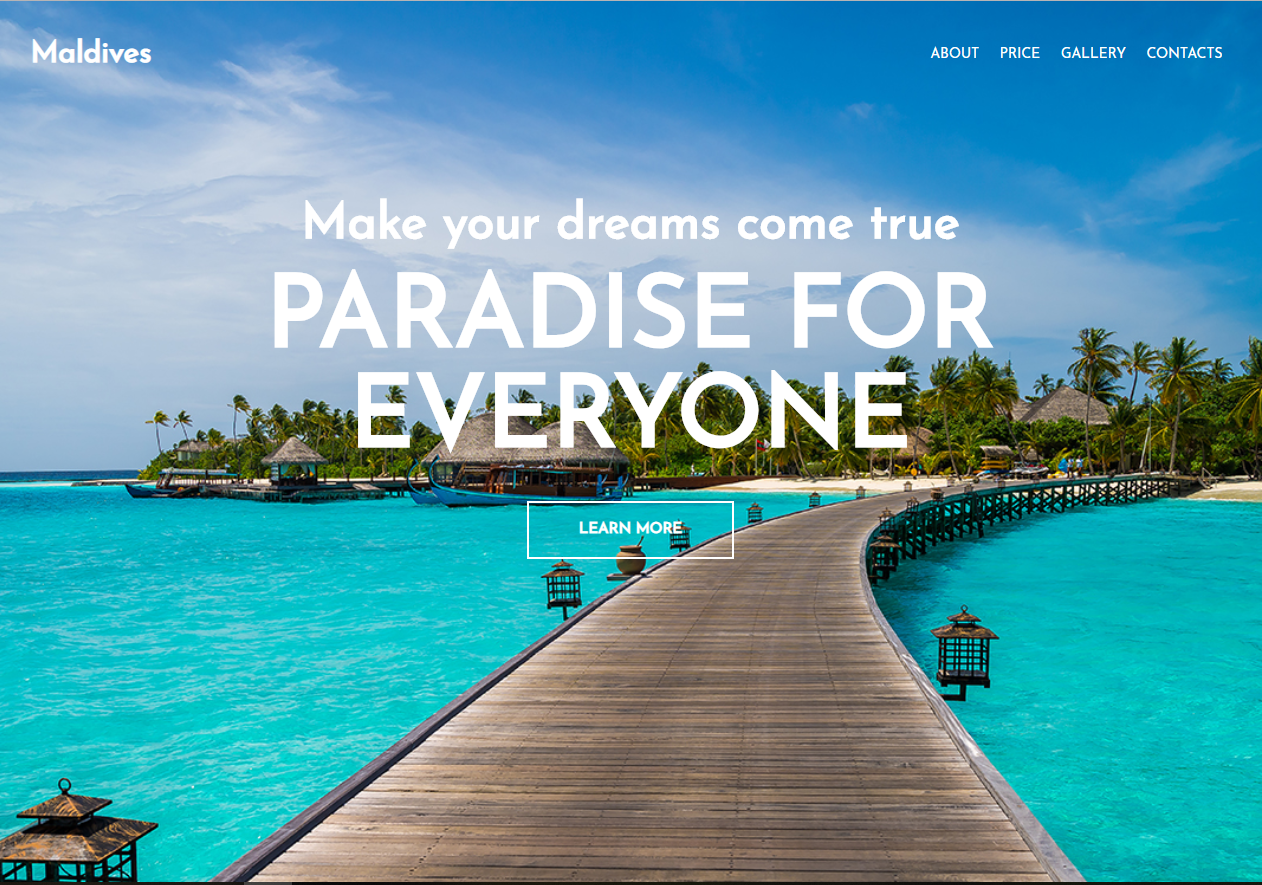 Maldives
ABOUT PRICE GALLERY CONTACTS
Make your dreams come true
PARADISE FOR
EVERYONE
LEARN MORE